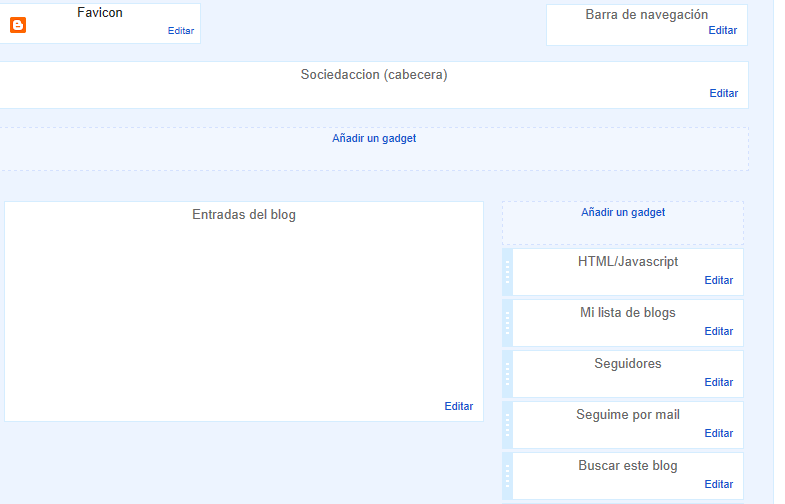 Favicon
Editar
Barra de navegación
Editar
Sociedaccion (cabecera)
Editar
Añadir un gadget
Entradas del blog
Editar
Añadir un gadget
HTML/Javascript
Editar
Mi lista de blogs
Editar
Seguidores
Editar
Seguime por mail
Editar
Buscar este blog
Editar